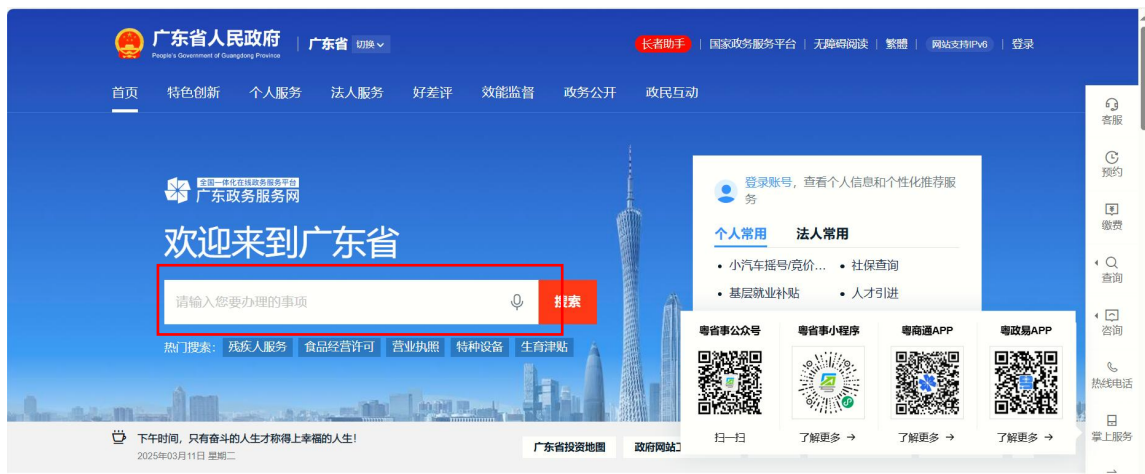 广东省人民政府 广东省 切换 长者助手 国家政务服务平台 无障碍阅读 繁體 网站支持IPv6 登录
People's Government of Guangdong Province
首页 特色创新 个人服务 法人服务 好差评 效能监督 政务公开 政民互动
客服
预约
缴费
查询
咨询
热线电话
掌上服务
全国一体化在线政务服务平台
广东政务服务网
欢迎来到广东省
请输入您要办理的事项 搜索
热门搜索: 残疾人服务 食品经营许可 营业执照 特种设备 生育津贴
登录账号，查看个人信息和个性化推荐服
务
个人常用 法人常用
• 小汽车摇号/竞价... • 社保查询
• 基层就业补贴 • 人才引进
粤省事公众号 粤省事小程序 粤商通APP 粤政易APP
扫一扫 了解更多 → 了解更多 → 了解更多 →
下午时间，只有奋斗的人生才称得上幸福的人生！
2025年03月11日 星期二
广东省投资地图 政府网站工